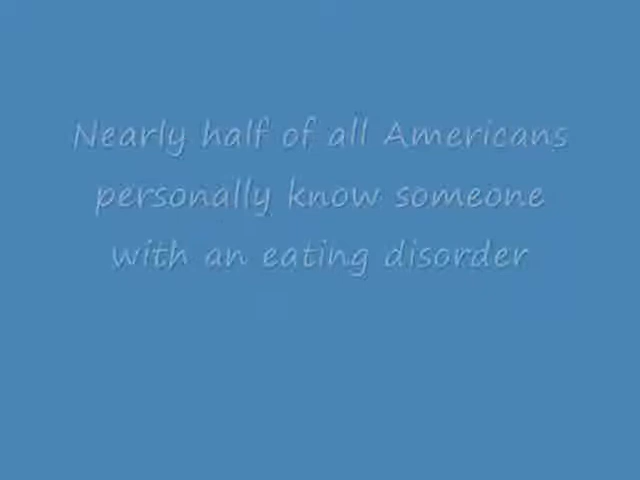 Nearly half of all Americans
personally know someone
with an eating disorder